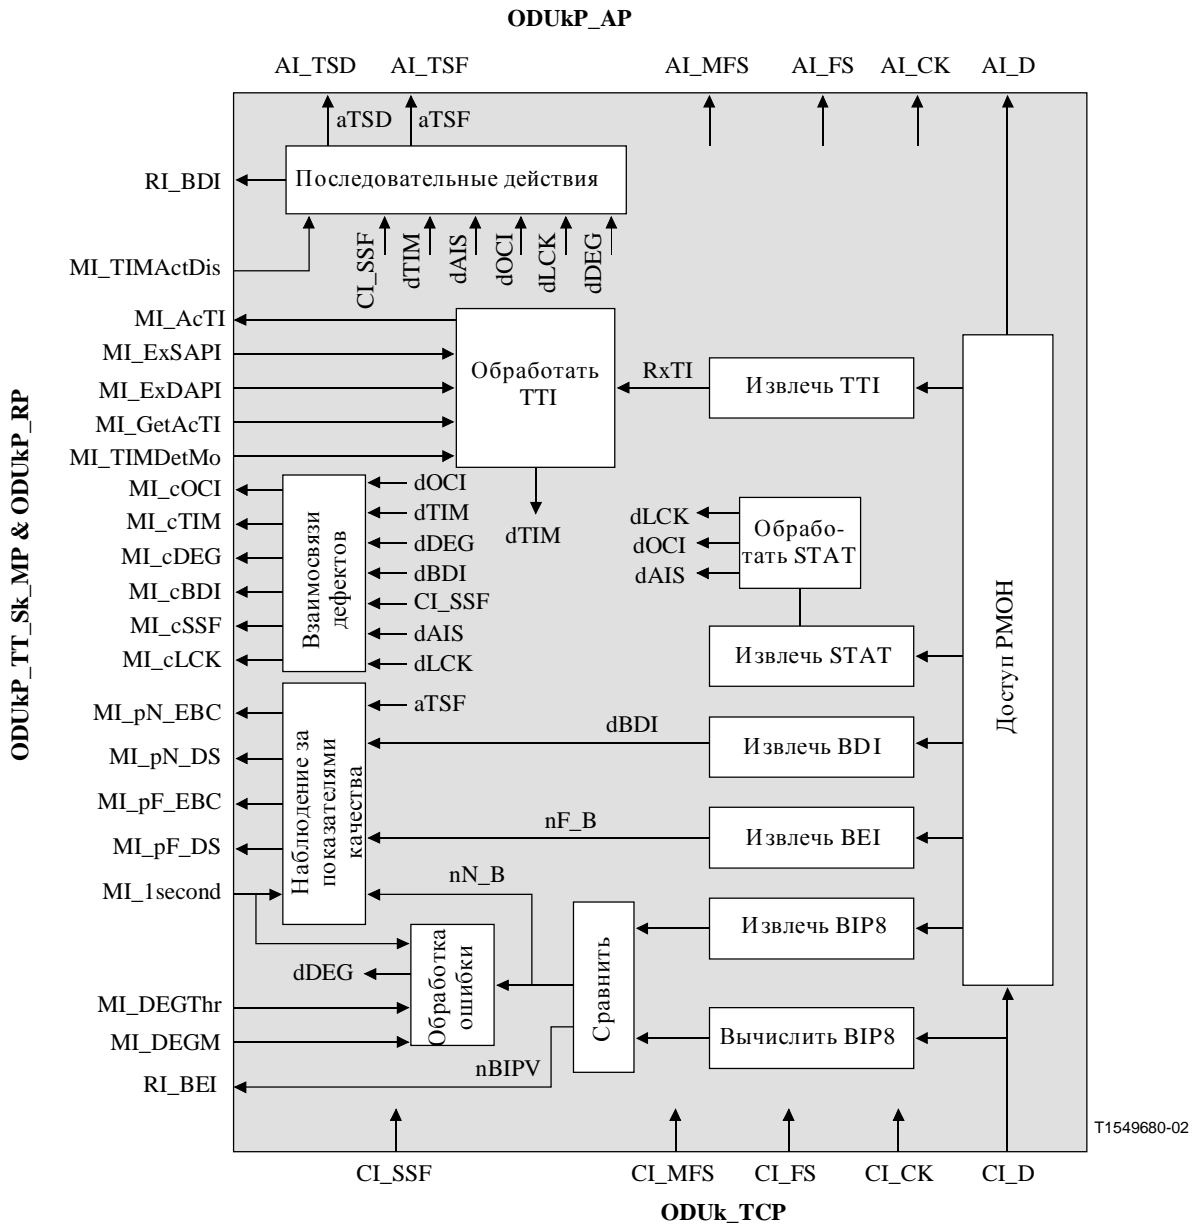 ODUkP_AP
AI_TSD
AI_TSF
AI_MFS
AI_FS
AI_CK
AI_D
aTSD
aTSF
RI_BDI
Последовательные действия
MI_TIMActDis
CI_SSF
dTIM
dAIS
dOCI
dLCK
dDEG
MI_AcTI
MI_ExSAPI
MI_ExDAPI
MI_GetAcTI
MI_TIMDetMo
Обработать
TTI
RxTI
Извлечь TTI
dTIM
ODUkP_TT_Sk_MP & ODUkP_RP
MI_cOCI
MI_cTIM
MI_cDEG
MI_cBDI
MI_cSSF
MI_cLCK
Взаимосвязи
дефектов
dOCI
dTIM
dDEG
dBDI
CI_SSF
dAIS
dLCK
dLCK
dOCI
dAIS
Обрабо-
тать STAT
Извлечь STAT
Доступ PMOH
MI_pN_EBC
MI_pN_DS
MI_pF_EBC
MI_pF_DS
MI_1second
Наблюдение за
показателями
качества
aTSF
dBDI
Извлечь BDI
nF_B
Извлечь BEI
nN_B
Извлечь BIP8
Обработка
ошибки
dDEG
Сравнить
MI_DEGThr
MI_DEGM
Вычислить BIP8
nBIPV
RI_BEI
T1549680-02
CI_SSF
CI_MFS
CI_FS
CI_CK
CI_D
ODUk_TCP